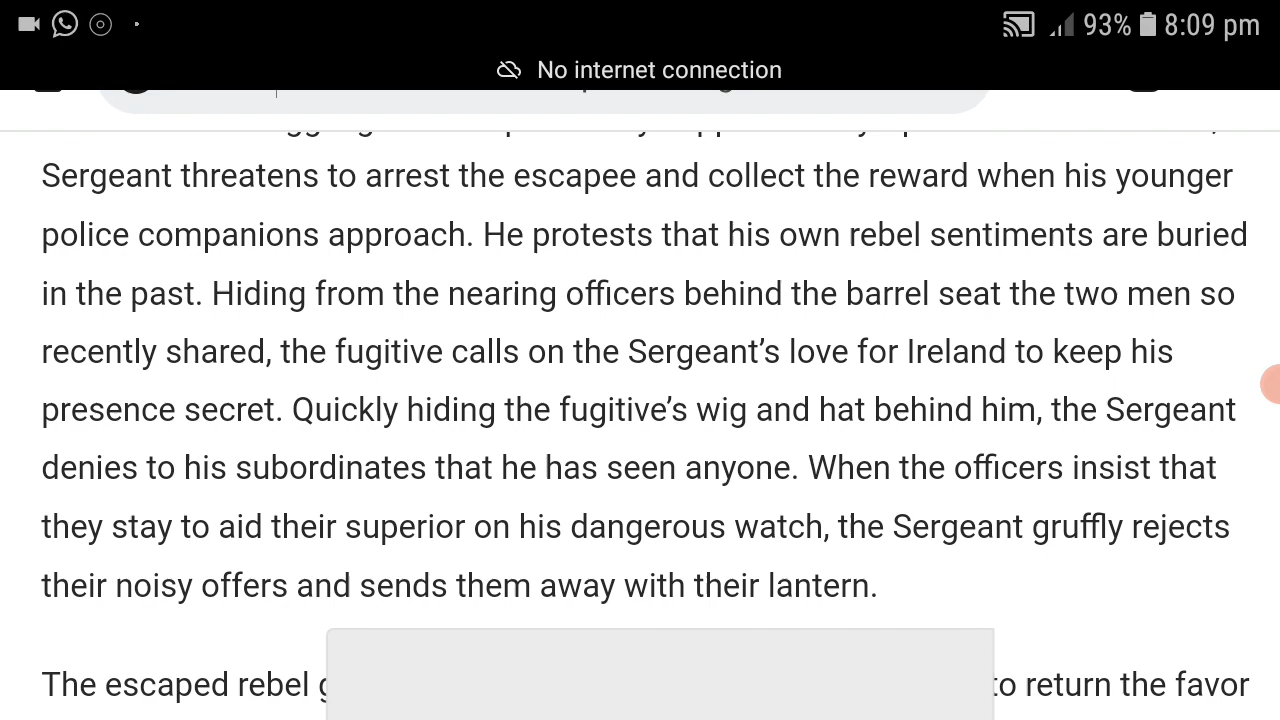 93% 8:09 pm
No internet connection
Sergeant threatens to arrest the escapee and collect the reward when his younger
police companions approach. He protests that his own rebel sentiments are buried
in the past. Hiding from the nearing officers behind the barrel seat the two men so
recently shared, the fugitive calls on the Sergeant’s love for Ireland to keep his
presence secret. Quickly hiding the fugitive’s wig and hat behind him, the Sergeant
denies to his subordinates that he has seen anyone. When the officers insist that
they stay to aid their superior on his dangerous watch, the Sergeant gruffly rejects
their noisy offers and sends them away with their lantern.
The escaped rebel to return the favor